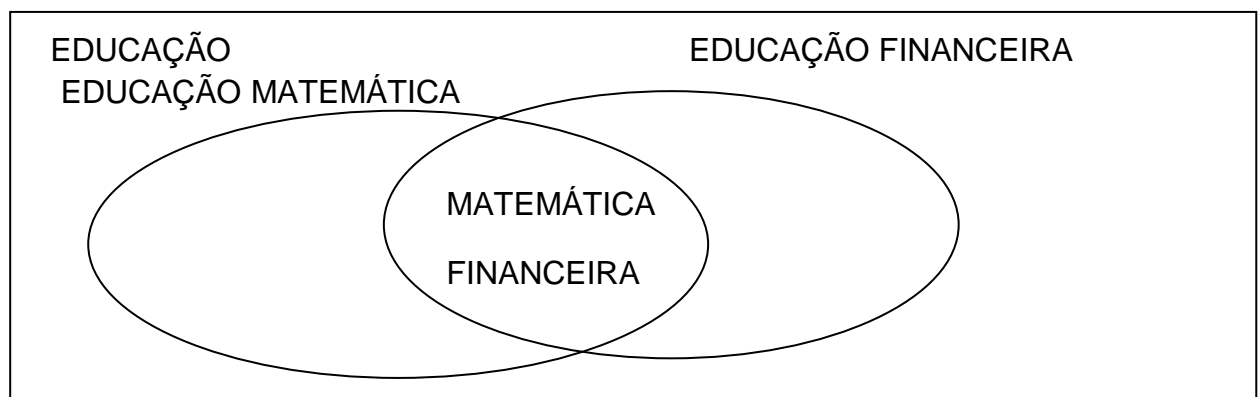 EDUCAÇÃO
EDUCAÇÃO FINANCEIRA
EDUCAÇÃO MATEMÁTICA
MATEMÁTICA
FINANCEIRA